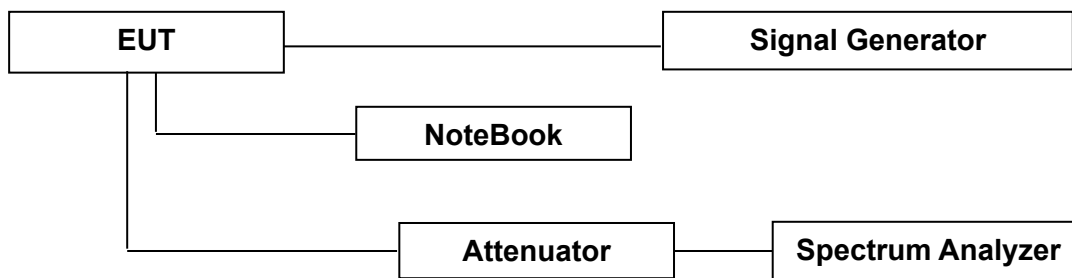 EUT
Signal Generator
NoteBook
Attenuator
Spectrum Analyzer